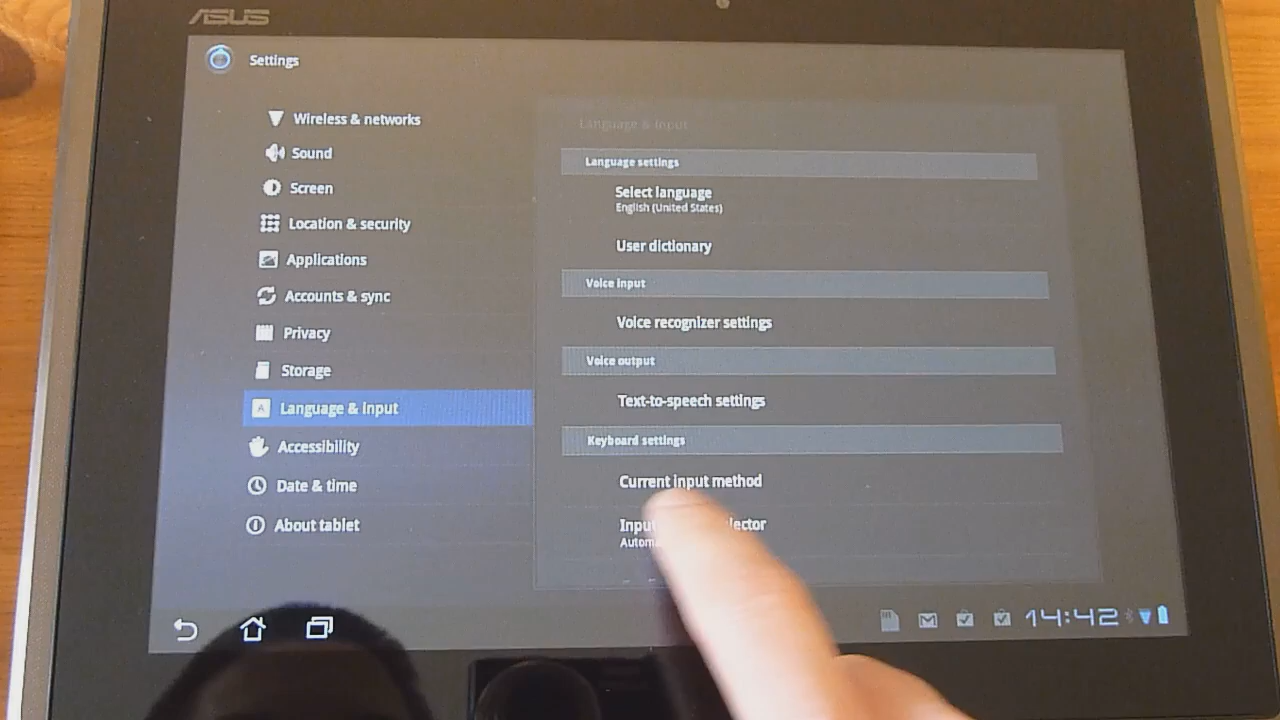 ASUS
Settings
Wireless & networks
Sound
Screen
Location & security
Applications
Accounts & sync
Privacy
Storage
Language & input
Accessibility
Date & time
About tablet
Language & input
Language settings
Select language
English (United States)
User dictionary
Voice input
Voice recognizer settings
Voice output
Text-to-speech settings
Keyboard settings
Current input method
Input
14:42